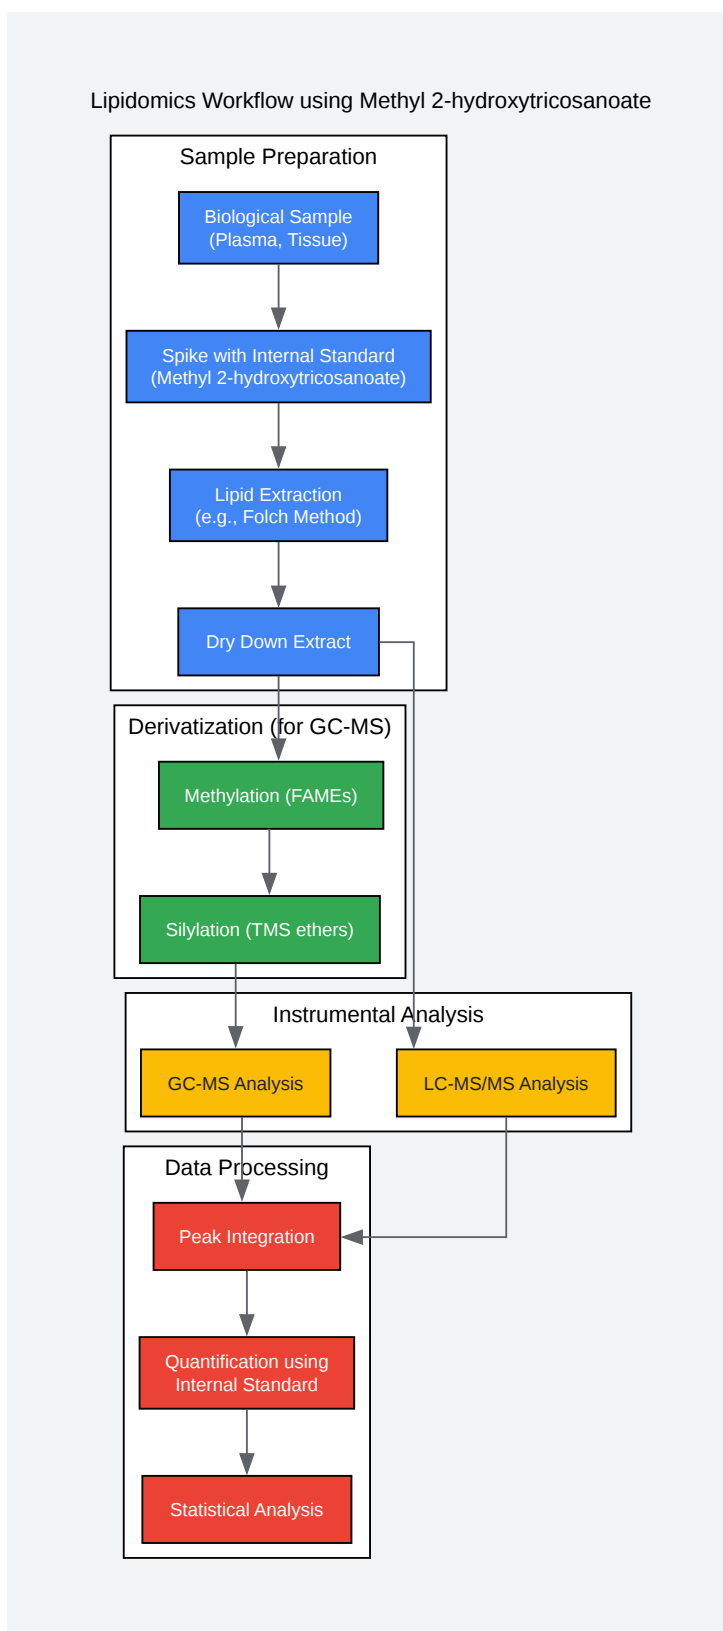 Lipidomics Workflow using Methyl 2-hydroxytricosanoate
Sample Preparation
Biological Sample
(Plasma, Tissue)
Spike with Internal Standard
(Methyl 2-hydroxytricosanoate)
Lipid Extraction
(e.g., Folch Method)
Dry Down Extract
Derivatization (for GC-MS)
Methylation (FAMEs)
Silylation (TMS ethers)
Instrumental Analysis
GC-MS Analysis
LC-MS/MS Analysis
Data Processing
Peak Integration
Quantification using
Internal Standard
Statistical Analysis